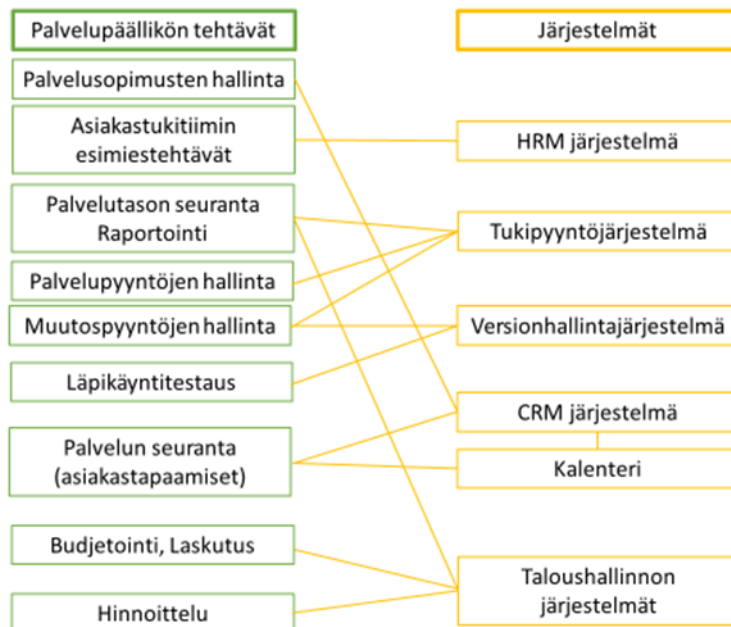 Palvelupäällikön tehtävät
Järjestelmät
Palvelusopimusten hallinta
Asiakastukitiimin
esimiestehtävät
HRM järjestelmä
Palvelutason seuranta
Raportointi
Tukipyyntöjärjestelmä
Palvelupyyntöjen hallinta
Muutospyyntöjen hallinta
Versionhallintajärjestelmä
Läpikäyntitestaus
CRM järjestelmä
Palvelun seuranta
(asiakastapaamiset)
Kalenteri
Budjetointi, Laskutus
Taloushallinnon
järjestelmät
Hinnoittelu